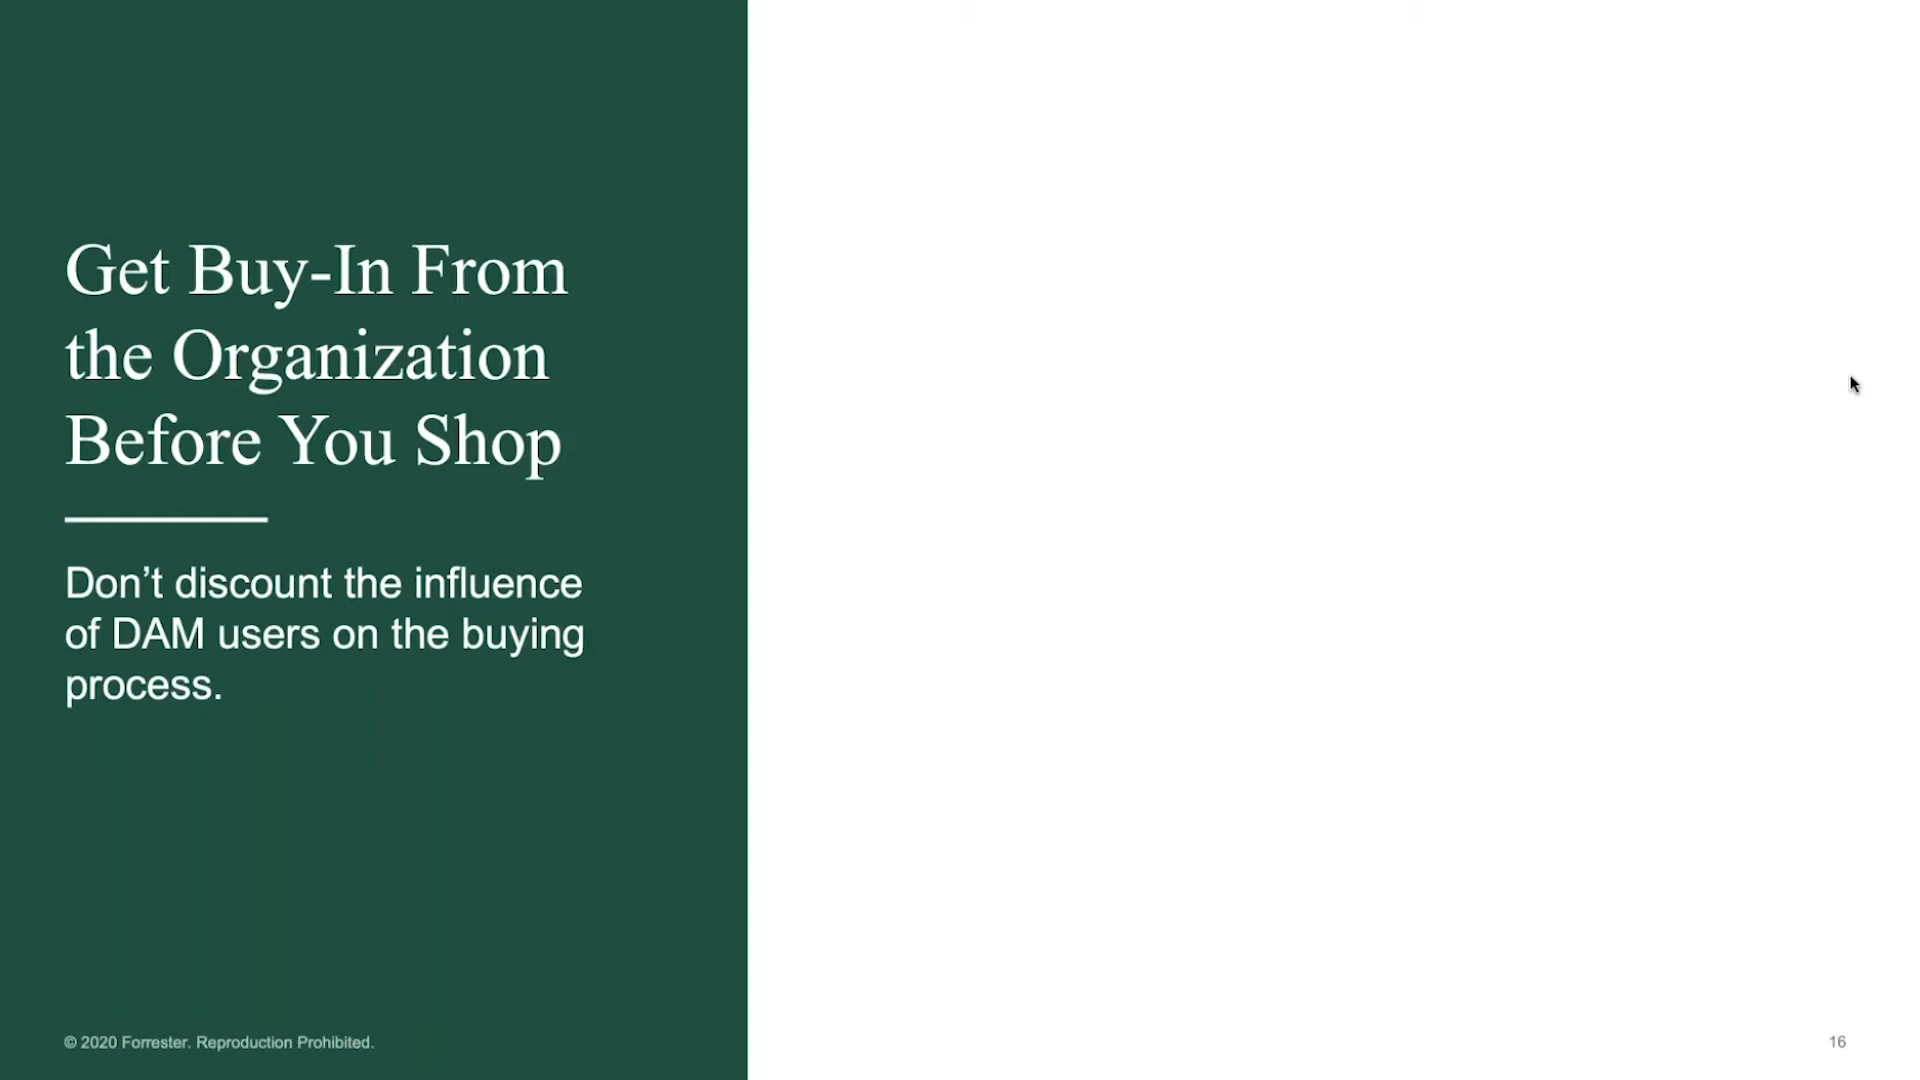 Get Buy-In From
the Organization
Before You Shop
Don’t discount the influence
of DAM users on the buying
process.
© 2020 Forrester. Reproduction Prohibited.
16